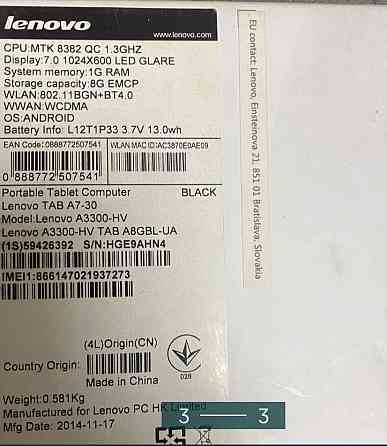 lenovo
www.lenovo.com
CPU:MTK 8382 QC 1.3GHZ
Display:7.0 1024X600 LED GLARE
System memory:1G RAM
Storage capacity:8G EMCP
WLAN:802.11BGN+BT4.0
WWAN:WCDMA
OS:ANDROID
Battery Info: L12T1P33 3.7V 13.0wh
EAN Code:0888772507541
WLAN MAC ID:AC3870E0AE09
0 888772 507541
Portable Tablet Computer BLACK
Lenovo TAB A7-30
Model:Lenovo A3300-HV
Lenovo A3300-HV TAB A8GBL-UA
(1S)59426392 S/N:HGE9AHN4
IMEI1:866147021937273
(4L)Origin(CN)
Country Origin:
Made in China
028
Weight:0.581Kg
Manufactured for Lenovo PC HK Limited
Mfg Date: 2014-11-17
EU contact: Lenovo, Einsteinova 21, 851 01 Bratislava, Slovakia
3 — 3